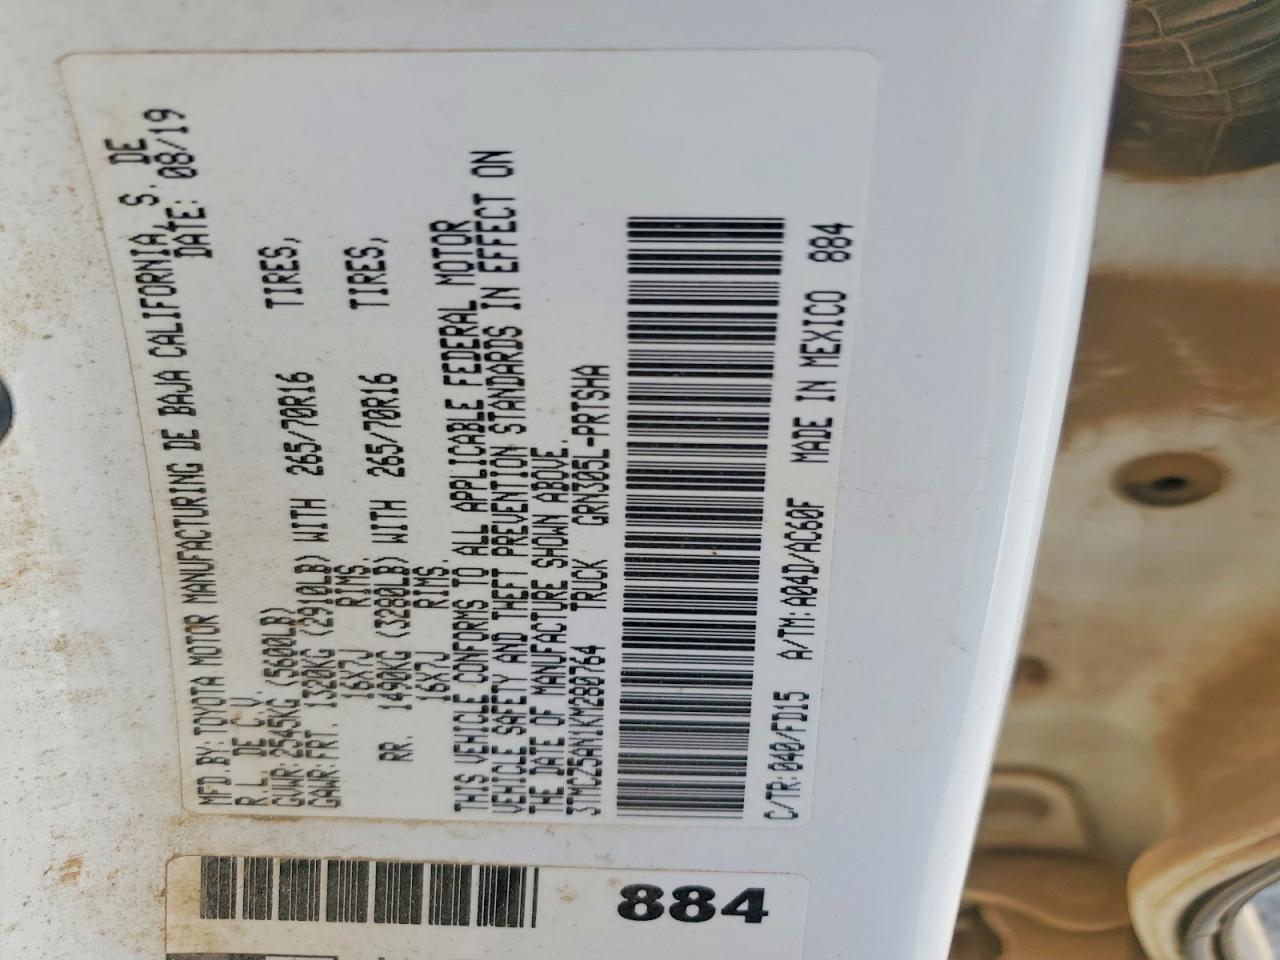 MFD.BY: TOYOTA MOTOR MANUFACTURING DE BAJA CALIFORNIA, S. DE
R.L. DE C.V. DATE: 08/19
GVWR: 2545KG (5600LB)
GAWR FRT. 1320KG (2910LB) WITH 265/70R16 TIRES,
16X7J RIMS.
RR. 1490KG (3280LB) WITH 265/70R16 TIRES,
16X7J RIMS.
THIS VEHICLE CONFORMS TO ALL APPLICABLE FEDERAL MOTOR
VEHICLE SAFETY AND THEFT PREVENTION STANDARDS IN EFFECT ON
THE DATE OF MANUFACTURE SHOWN ABOVE.
5TMCZ5AN1KM280764 TRUCK GRN305L-PRTSHA
C/TR: 040/FD15 A/TM: A04D/AC60F MADE IN MEXICO 884
884